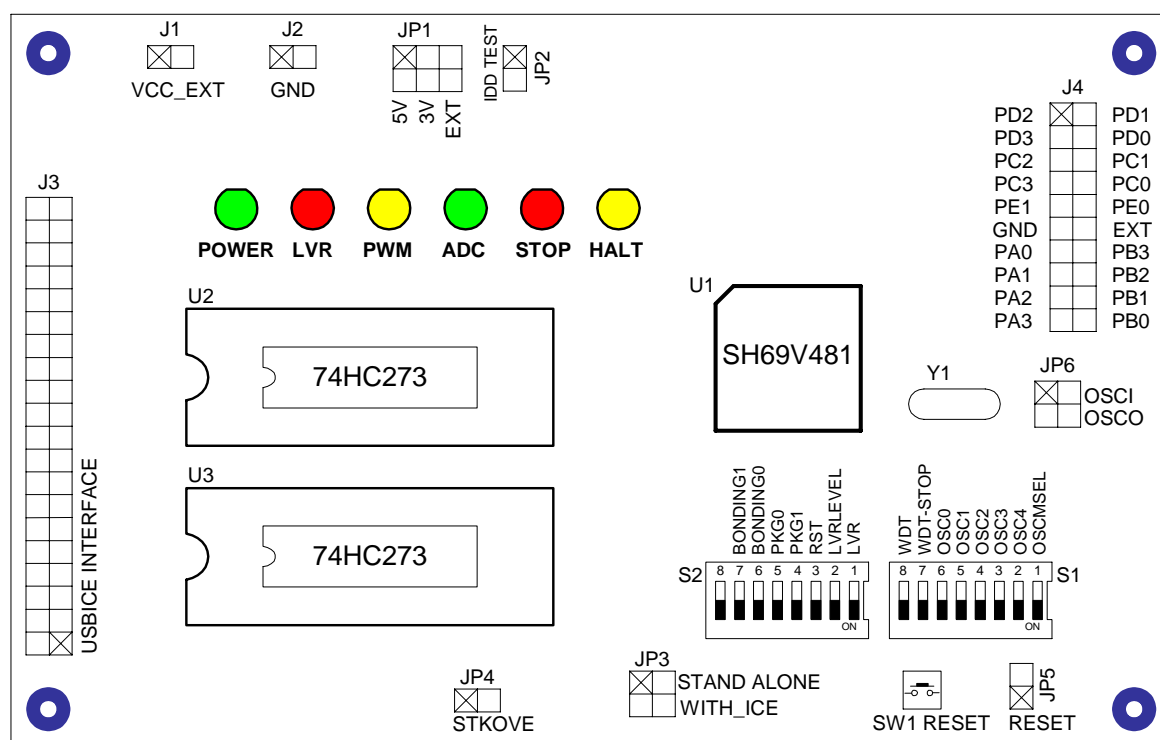 J1
VCC_EXT
J2
GND
JP1
5V
3V
EXT
IDD TEST
JP2
J4
PD2 PD1
PD3 PD0
PC2 PC1
PC3 PC0
PE1 PE0
GND EXT
PA0 PB3
PA1 PB2
PA2 PB1
PA3 PB0
J3
USBICE INTERFACE
POWER LVR PWM ADC STOP HALT
U2
74HC273
U3
74HC273
U1
SH69V481
Y1
JP6
OSCI
OSCO
BONDING1
BONDING0
PKG0
PKG1
RST
LVRLEVEL
LVR
S2
8 7 6 5 4 3 2 1
ON
WDT
WDT-STOP
OSC0
OSC1
OSC2
OSC3
OSC4
OSCMSEL
8 7 6 5 4 3 2 1
ON
S1
JP4
STKOVE
JP3
STAND ALONE
WITH_ICE
SW1 RESET
JP5
RESET